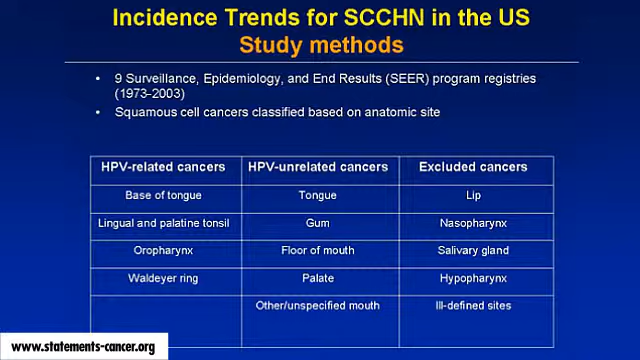 Incidence Trends for SCCHN in the US
Study methods
• 9 Surveillance, Epidemiology, and End Results (SEER) program registries
(1973-2003)
• Squamous cell cancers classified based on anatomic site
HPV-related cancers HPV-unrelated cancers Excluded cancers
Base of tongue Tongue Lip
Lingual and palatine tonsil Gum Nasopharynx
Oropharynx Floor of mouth Salivary gland
Waldeyer ring Palate Hypopharynx
Other/unspecified mouth Ill-defined sites
www.statements-cancer.org